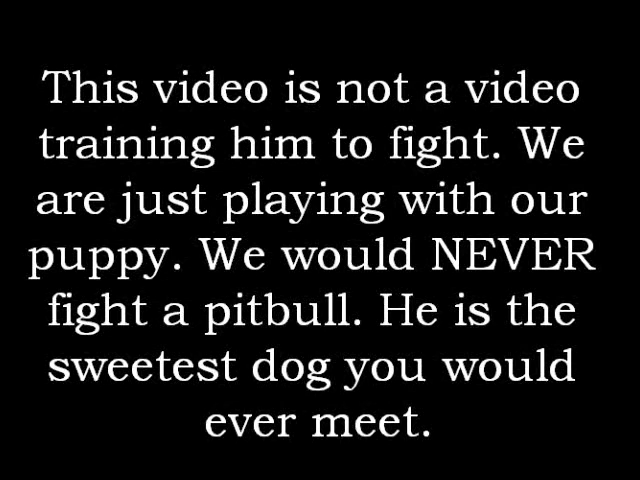 This video is not a video
training him to fight. We
are just playing with our
puppy. We would NEVER
fight a pitbull. He is the
sweetest dog you would
ever meet.